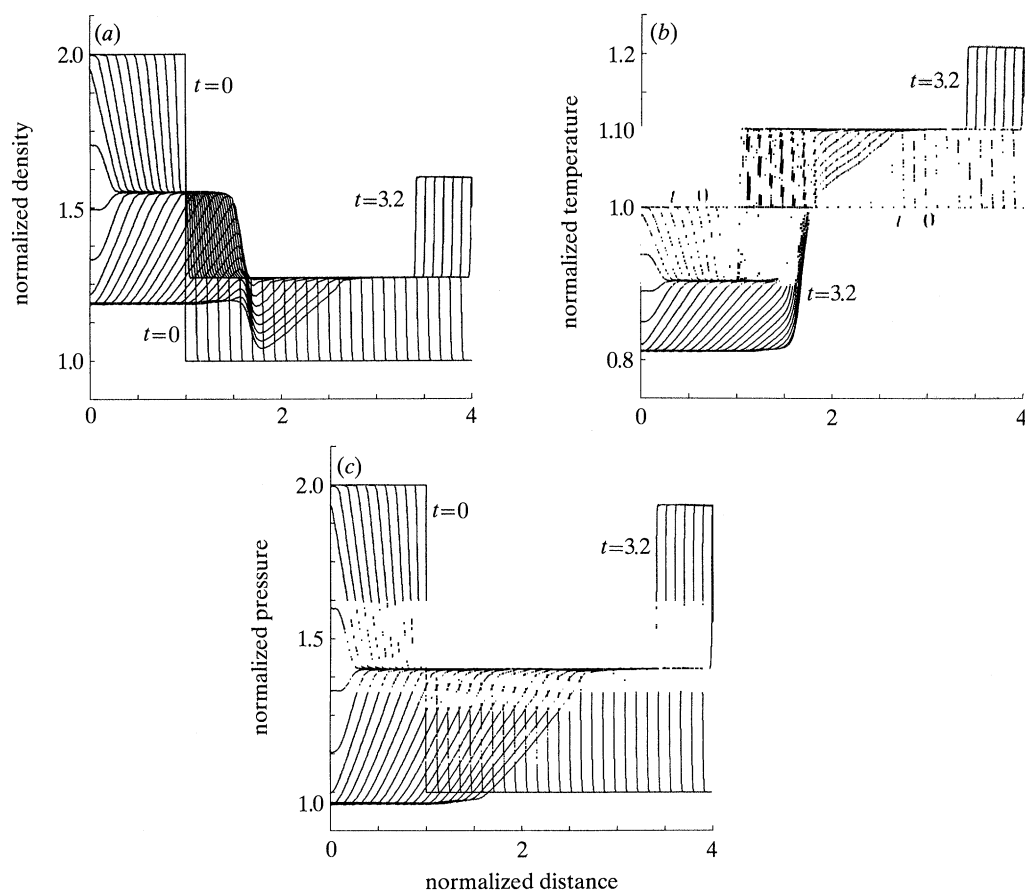 (a)
2.0
t=0
1.5
t=3.2
t=0
1.0
0
2
4
normalized density
(b)
1.2
t=3.2
1.10
1.0
t=3.2
0.8
0
2
4
normalized temperature
(c)
2.0
t=0
t=3.2
1.5
1.0
0
2
4
normalized pressure
normalized distance